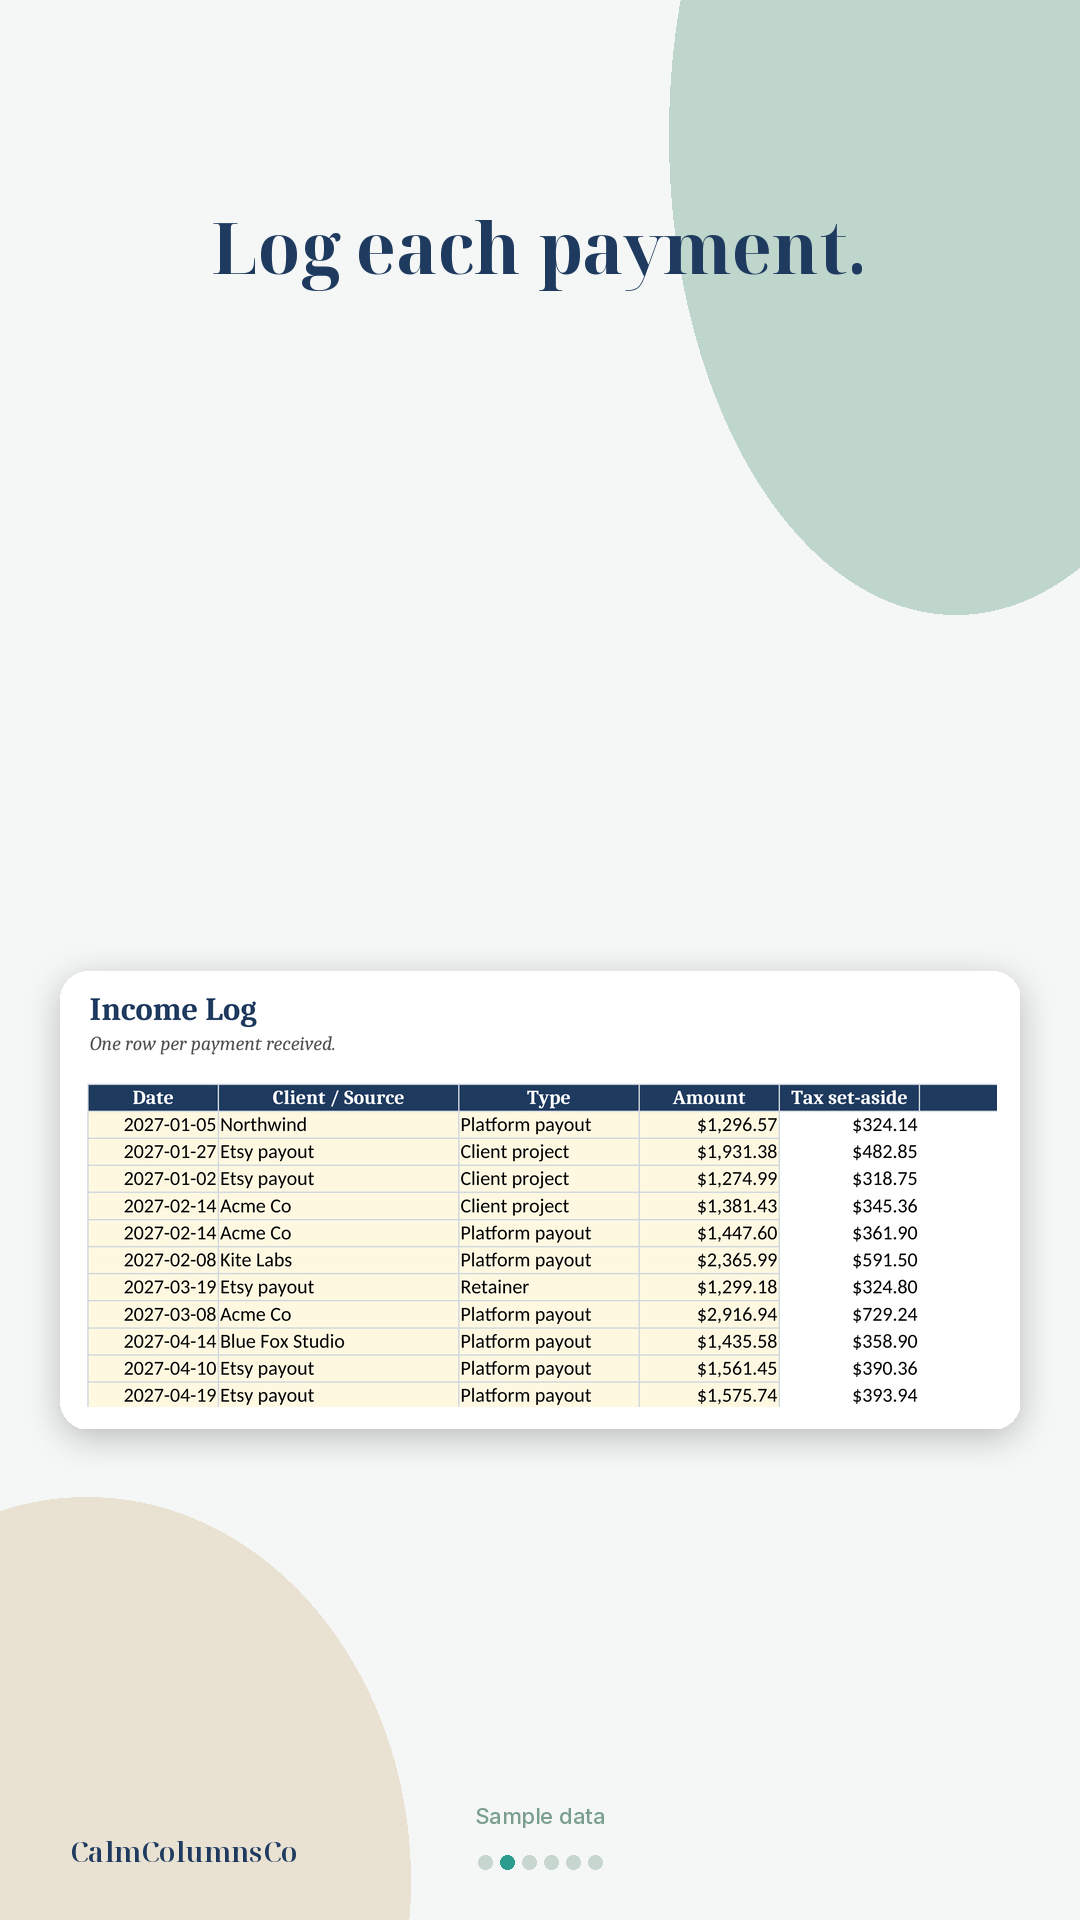 Log each payment.
Income Log
One row per payment received.
Date Client / Source Type Amount Tax set-aside
2027-01-05 Northwind Platform payout $1,296.57 $324.14
2027-01-27 Etsy payout Client project $1,931.38 $482.85
2027-01-02 Etsy payout Client project $1,274.99 $318.75
2027-02-14 Acme Co Client project $1,381.43 $345.36
2027-02-14 Acme Co Platform payout $1,447.60 $361.90
2027-02-08 Kite Labs Platform payout $2,365.99 $591.50
2027-03-19 Etsy payout Retainer $1,299.18 $324.80
2027-03-08 Acme Co Platform payout $2,916.94 $729.24
2027-04-14 Blue Fox Studio Platform payout $1,435.58 $358.90
2027-04-10 Etsy payout Platform payout $1,561.45 $390.36
2027-04-19 Etsy payout Platform payout $1,575.74 $393.94
Sample data
CalmColumnsCo